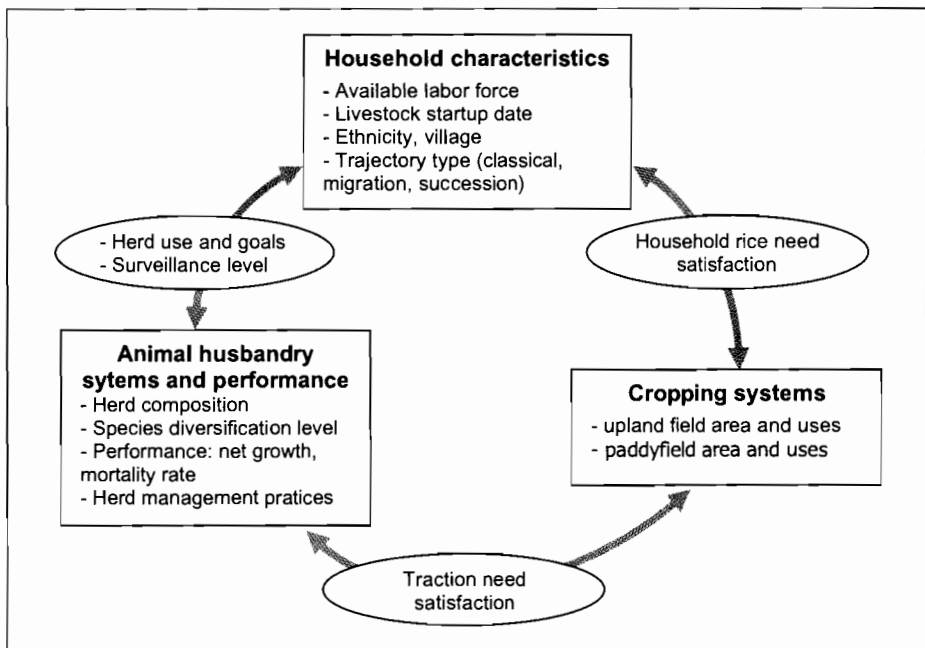 Household characteristics
- Available labor force
- Livestock startup date
- Ethnicity, village
- Trajectory type (classical,
migration, succession)
- Herd use and goals
- Surveillance level
Household rice need
satisfaction
Animal husbandry
sytems and performance
- Herd composition
- Species diversification level
- Performance: net growth,
mortality rate
- Herd management pratices
Cropping systems
- upland field area and uses
- paddyfield area and uses
Traction need
satisfaction